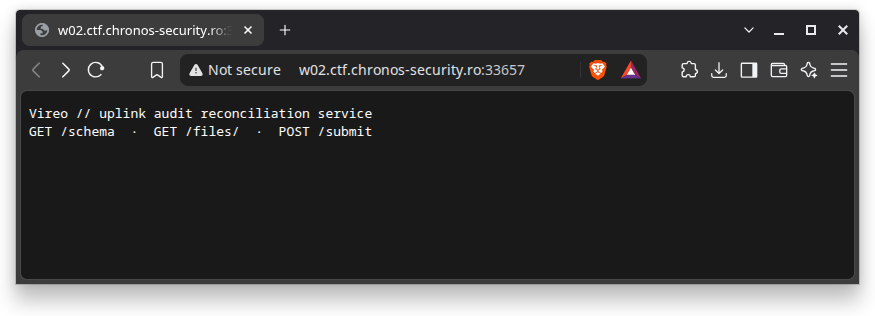 w02.ctf.chronos-security.ro:
Not secure w02.ctf.chronos-security.ro:33657
Vireo // uplink audit reconciliation service
GET /schema · GET /files/ · POST /submit